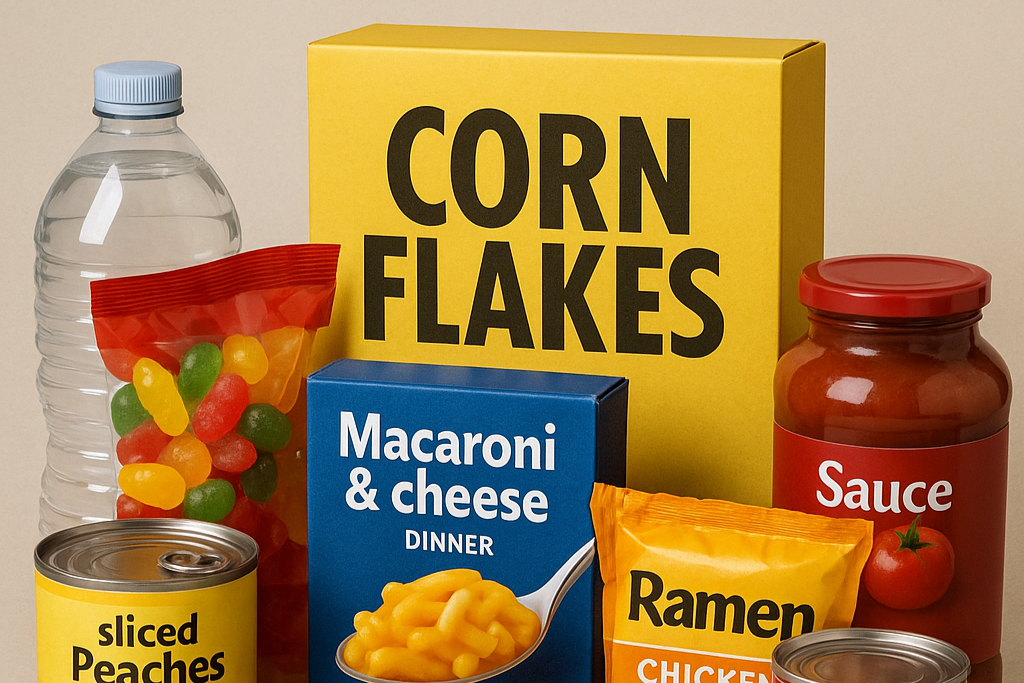 CORN
FLAKES
Macaroni
& cheese
DINNER
Sauce
sliced
Peaches
Ramen
CHICKEN